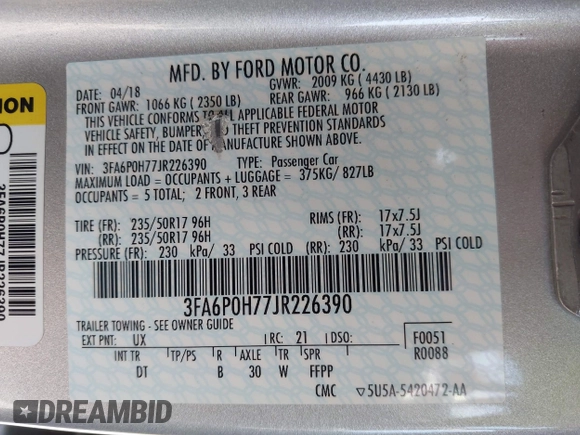 MFD. BY FORD MOTOR CO.
DATE: 04/18 GVWR: 2009 KG ( 4430 LB)
FRONT GAWR: 1066 KG ( 2350 LB) REAR GAWR: 966 KG ( 2130 LB)
THIS VEHICLE CONFORMS TO ALL APPLICABLE FEDERAL MOTOR
VEHICLE SAFETY, BUMPER, AND THEFT PREVENTION STANDARDS
IN EFFECT ON THE DATE OF MANUFACTURE SHOWN ABOVE.
VIN: 3FA6P0H77JR226390 TYPE: Passenger Car
MAXIMUM LOAD = OCCUPANTS + LUGGAGE = 375KG/ 827LB
OCCUPANTS = 5 TOTAL; 2 FRONT, 3 REAR
TIRE (FR): 235/50R17 96H RIMS (FR): 17x7.5J
(RR): 235/50R17 96H (RR): 17x7.5J
PRESSURE (FR): 230 kPa/ 33 PSI COLD (RR): 230 kPa/ 33 PSI COLD
3FA6P0H77JR226390
TRAILER TOWING - SEE OWNER GUIDE
EXT PNT: UX RC: 21 DSO: F0051
R0088
INT TR TP/PS R AXLE TR SPR
DT B 30 W FFPP
CMC ▽5U5A-5420472-AA
3FA6P0H77JR226390
DREAMBID